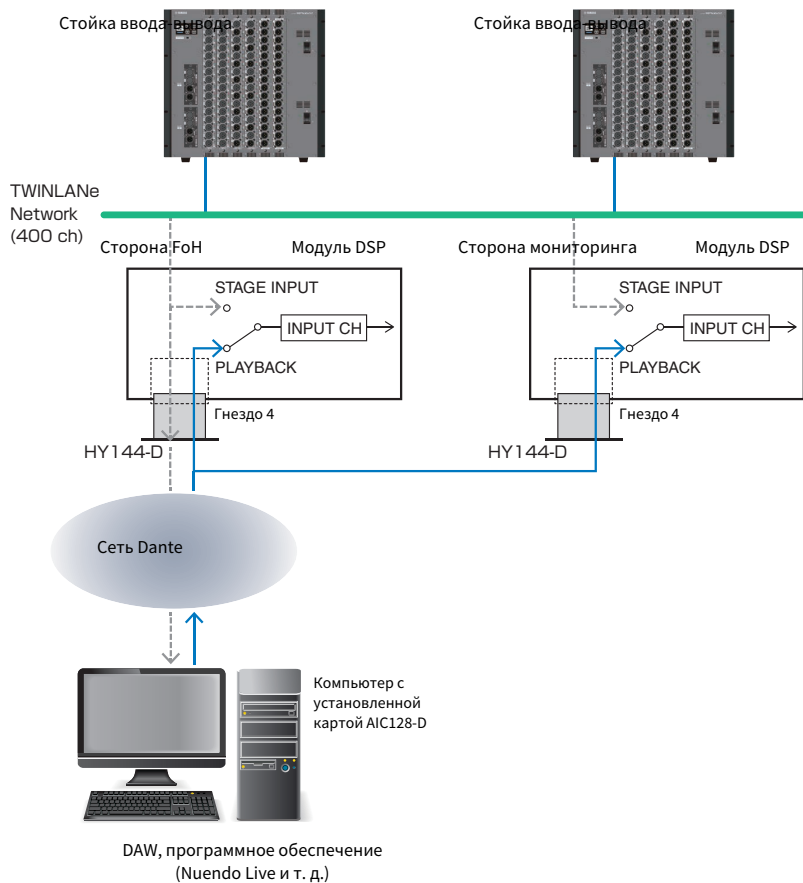 Стойка ввода-вывода
Стойка ввода-вывода
TWINLANe
Network
(400 ch)
Сторона FoH
Модуль DSP
Сторона мониторинга
Модуль DSP
STAGE INPUT
INPUT CH
PLAYBACK
STAGE INPUT
INPUT CH
PLAYBACK
Гнездо 4
Гнездо 4
HY144-D
HY144-D
Сеть Dante
Компьютер с
установленной
картой AIC128-D
DAW, программное обеспечение
(Nuendo Live и т. д.)